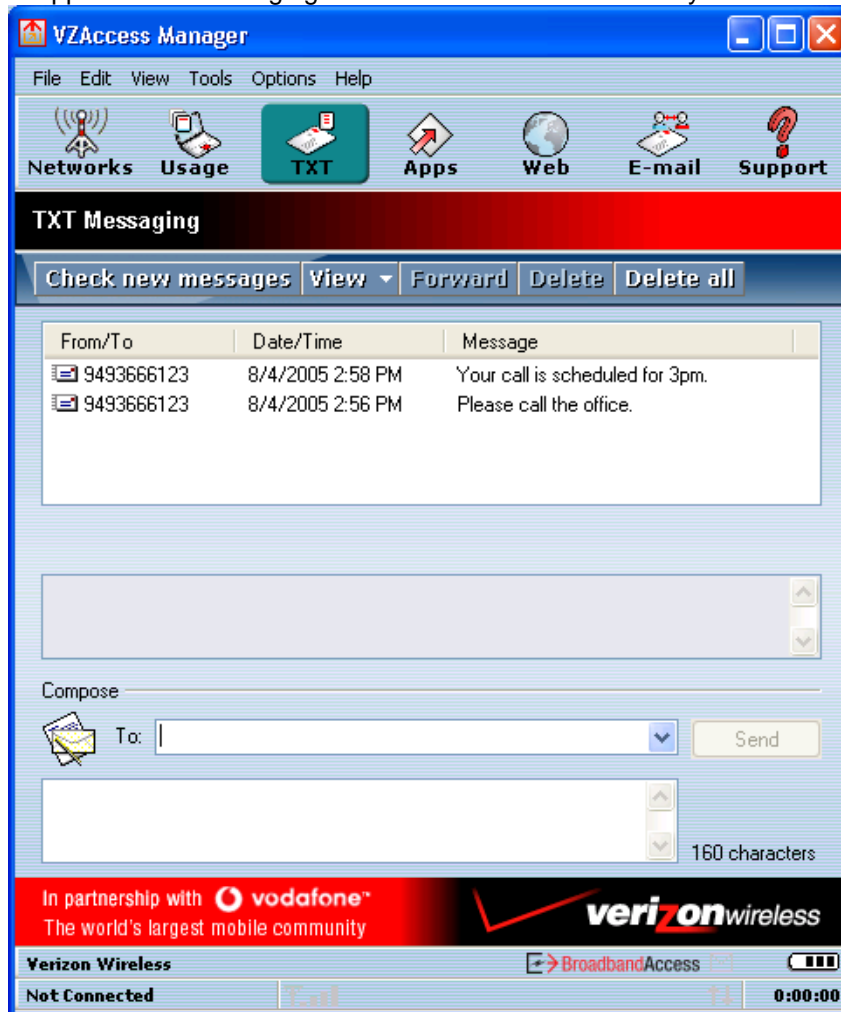 VZAccess Manager
File Edit View Tools Options Help
Networks Usage TXT Apps Web E-mail Support
TXT Messaging
Check new messages View Forward Delete Delete all
From/To Date/Time Message
9493666123 8/4/2005 2:58 PM Your call is scheduled for 3pm.
9493666123 8/4/2005 2:56 PM Please call the office.
Compose
To: Send
160 characters
In partnership with vodafone™
The world's largest mobile community
verizonwireless
Verizon Wireless BroadbandAccess
Not Connected 0:00:00